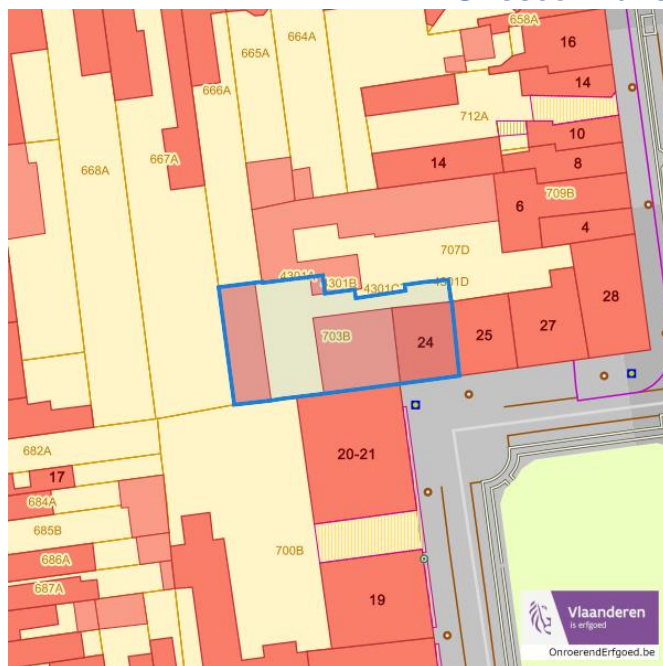 658A
16
664A
665A
14
666A
712A
10
667A
14
8
668A
6
709B
4
707D
4301A
4301B
4301C
4301D
28
703B
24
25
27
20-21
682A
17
684A
685B
700B
686A
687A
19
Vlaanderen
is erfgoed
OnroerendErfgoed.be